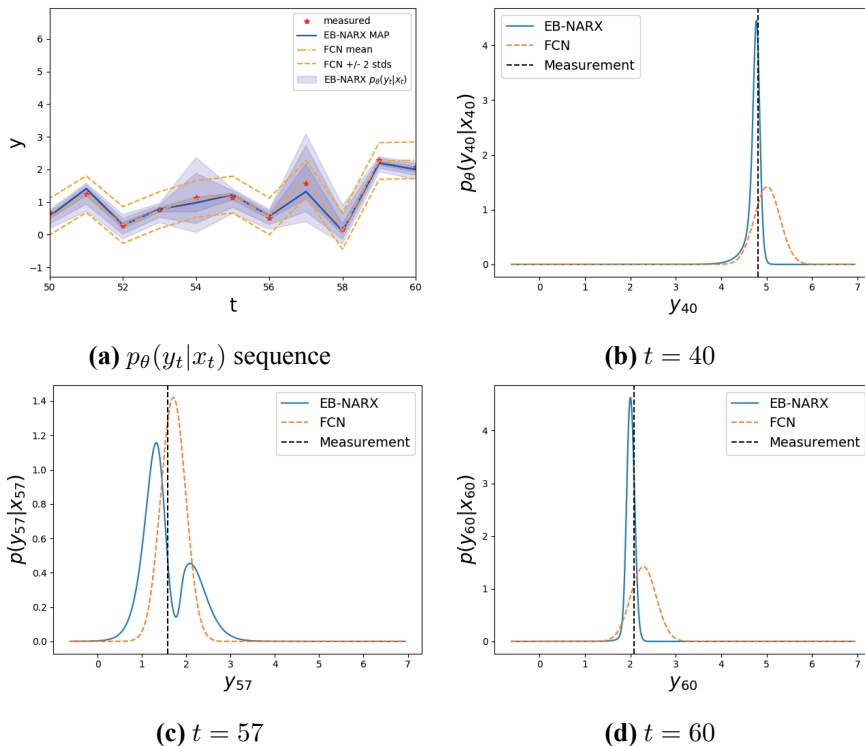 measured
EB-NARX MAP
FCN mean
FCN +/- 2 stds
EB-NARX pθ(yt|xt)
6
5
4
3
2
1
0
−1
y
50 52 54 56 58 60
t
(a) pθ(yt|xt) sequence
EB-NARX
FCN
Measurement
4
3
2
1
0
pθ(y40|x40)
0 1 2 3 4 5 6 7
y40
(b) t = 40
EB-NARX
FCN
Measurement
1.4
1.2
1.0
0.8
0.6
0.4
0.2
0.0
p(y57|x57)
0 1 2 3 4 5 6 7
y57
(c) t = 57
EB-NARX
FCN
Measurement
4
3
2
1
0
p(y60|x60)
0 1 2 3 4 5 6 7
y60
(d) t = 60